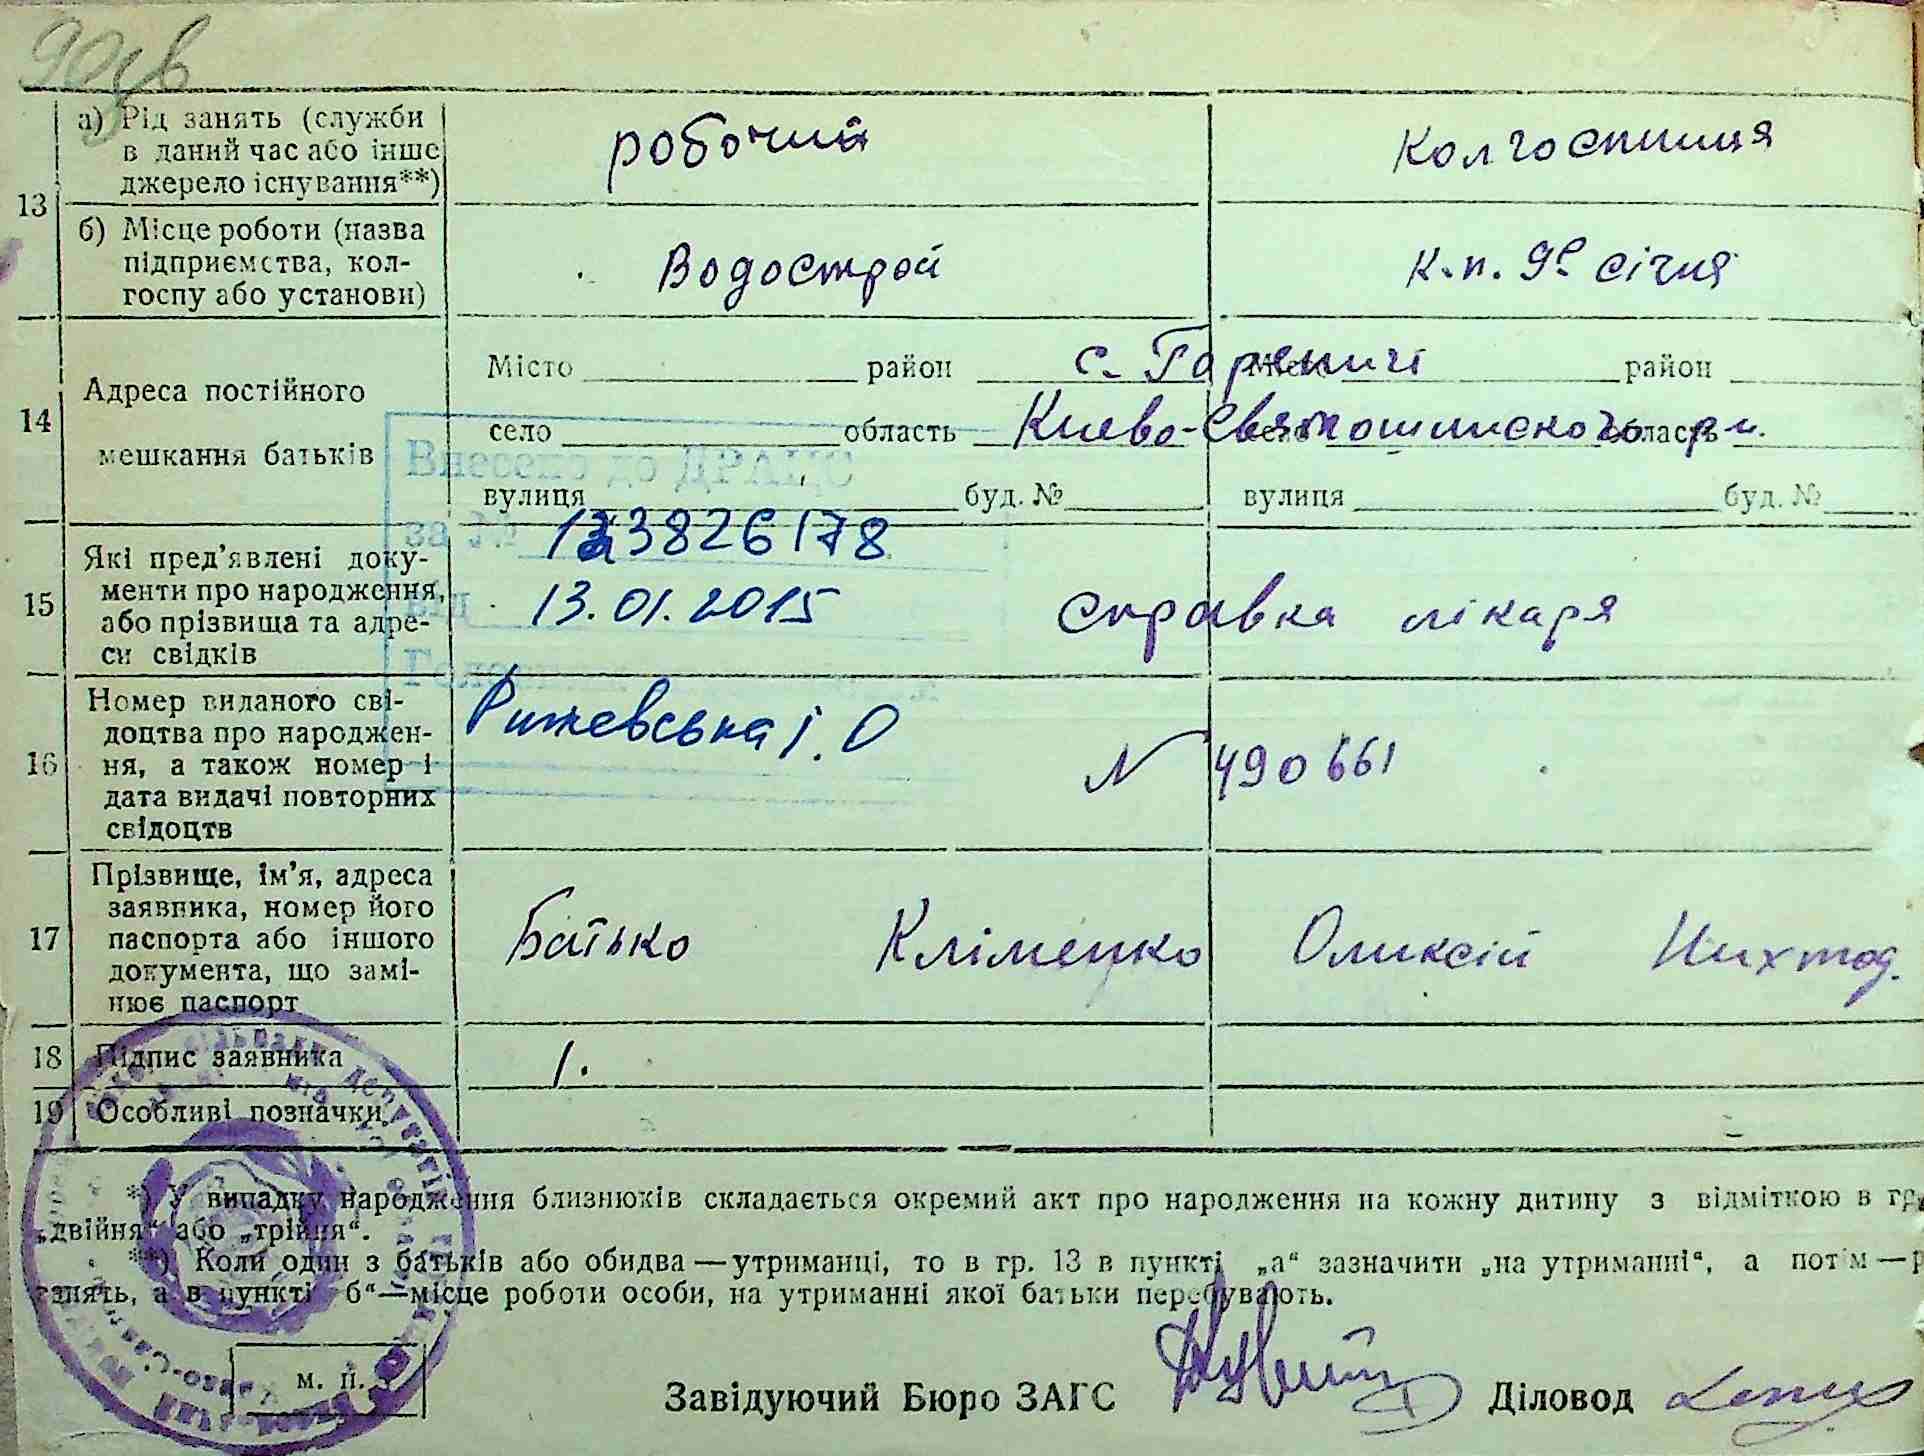 13
а) Рід занять (служби в даний час або інше джерело існування**)
робочий
Колгоспниця
б) Місце роботи (назва підприємства, колгоспу або установи)
Водострой
к.п. 9е січня
14
Адреса постійного мешкання батьків
Місто район
район
с. Гореничі
село область
область
Києво-Святошинского р-н.
вулиця буд. №
вулиця буд. №
Внесено до ДРАЦС
за №
123826178
від 13.01.2015
Рижевська І.О
15
Які пред’явлені документи про народження, або прізвища та адреси свідків
справка лікаря
16
Номер виданого свідоцтва про народження, а також номер і дата видачі повторних свідоцтв
N 490661
17
Прізвище, ім’я, адреса заявника, номер його паспорта або іншого документа, що замінює паспорт
Батько Кліменко Оликсій
18
Підпис заявника
19
Особливі позначки
*) У випадку народження близнюків складається окремий акт про народження на кожну дитину з відміткою в гр.
„двійня“ або „трійня“.
**) Коли один з батьків або обидва — утриманці, то в гр. 13 в пункті „а“ зазначити „на утриманні“, а потім — р
занять, а в пункті „б“ — місце роботи особи, на утриманні якої батьки перебувають.
м. п.
Завідуючий Бюро ЗАГС
Діловод